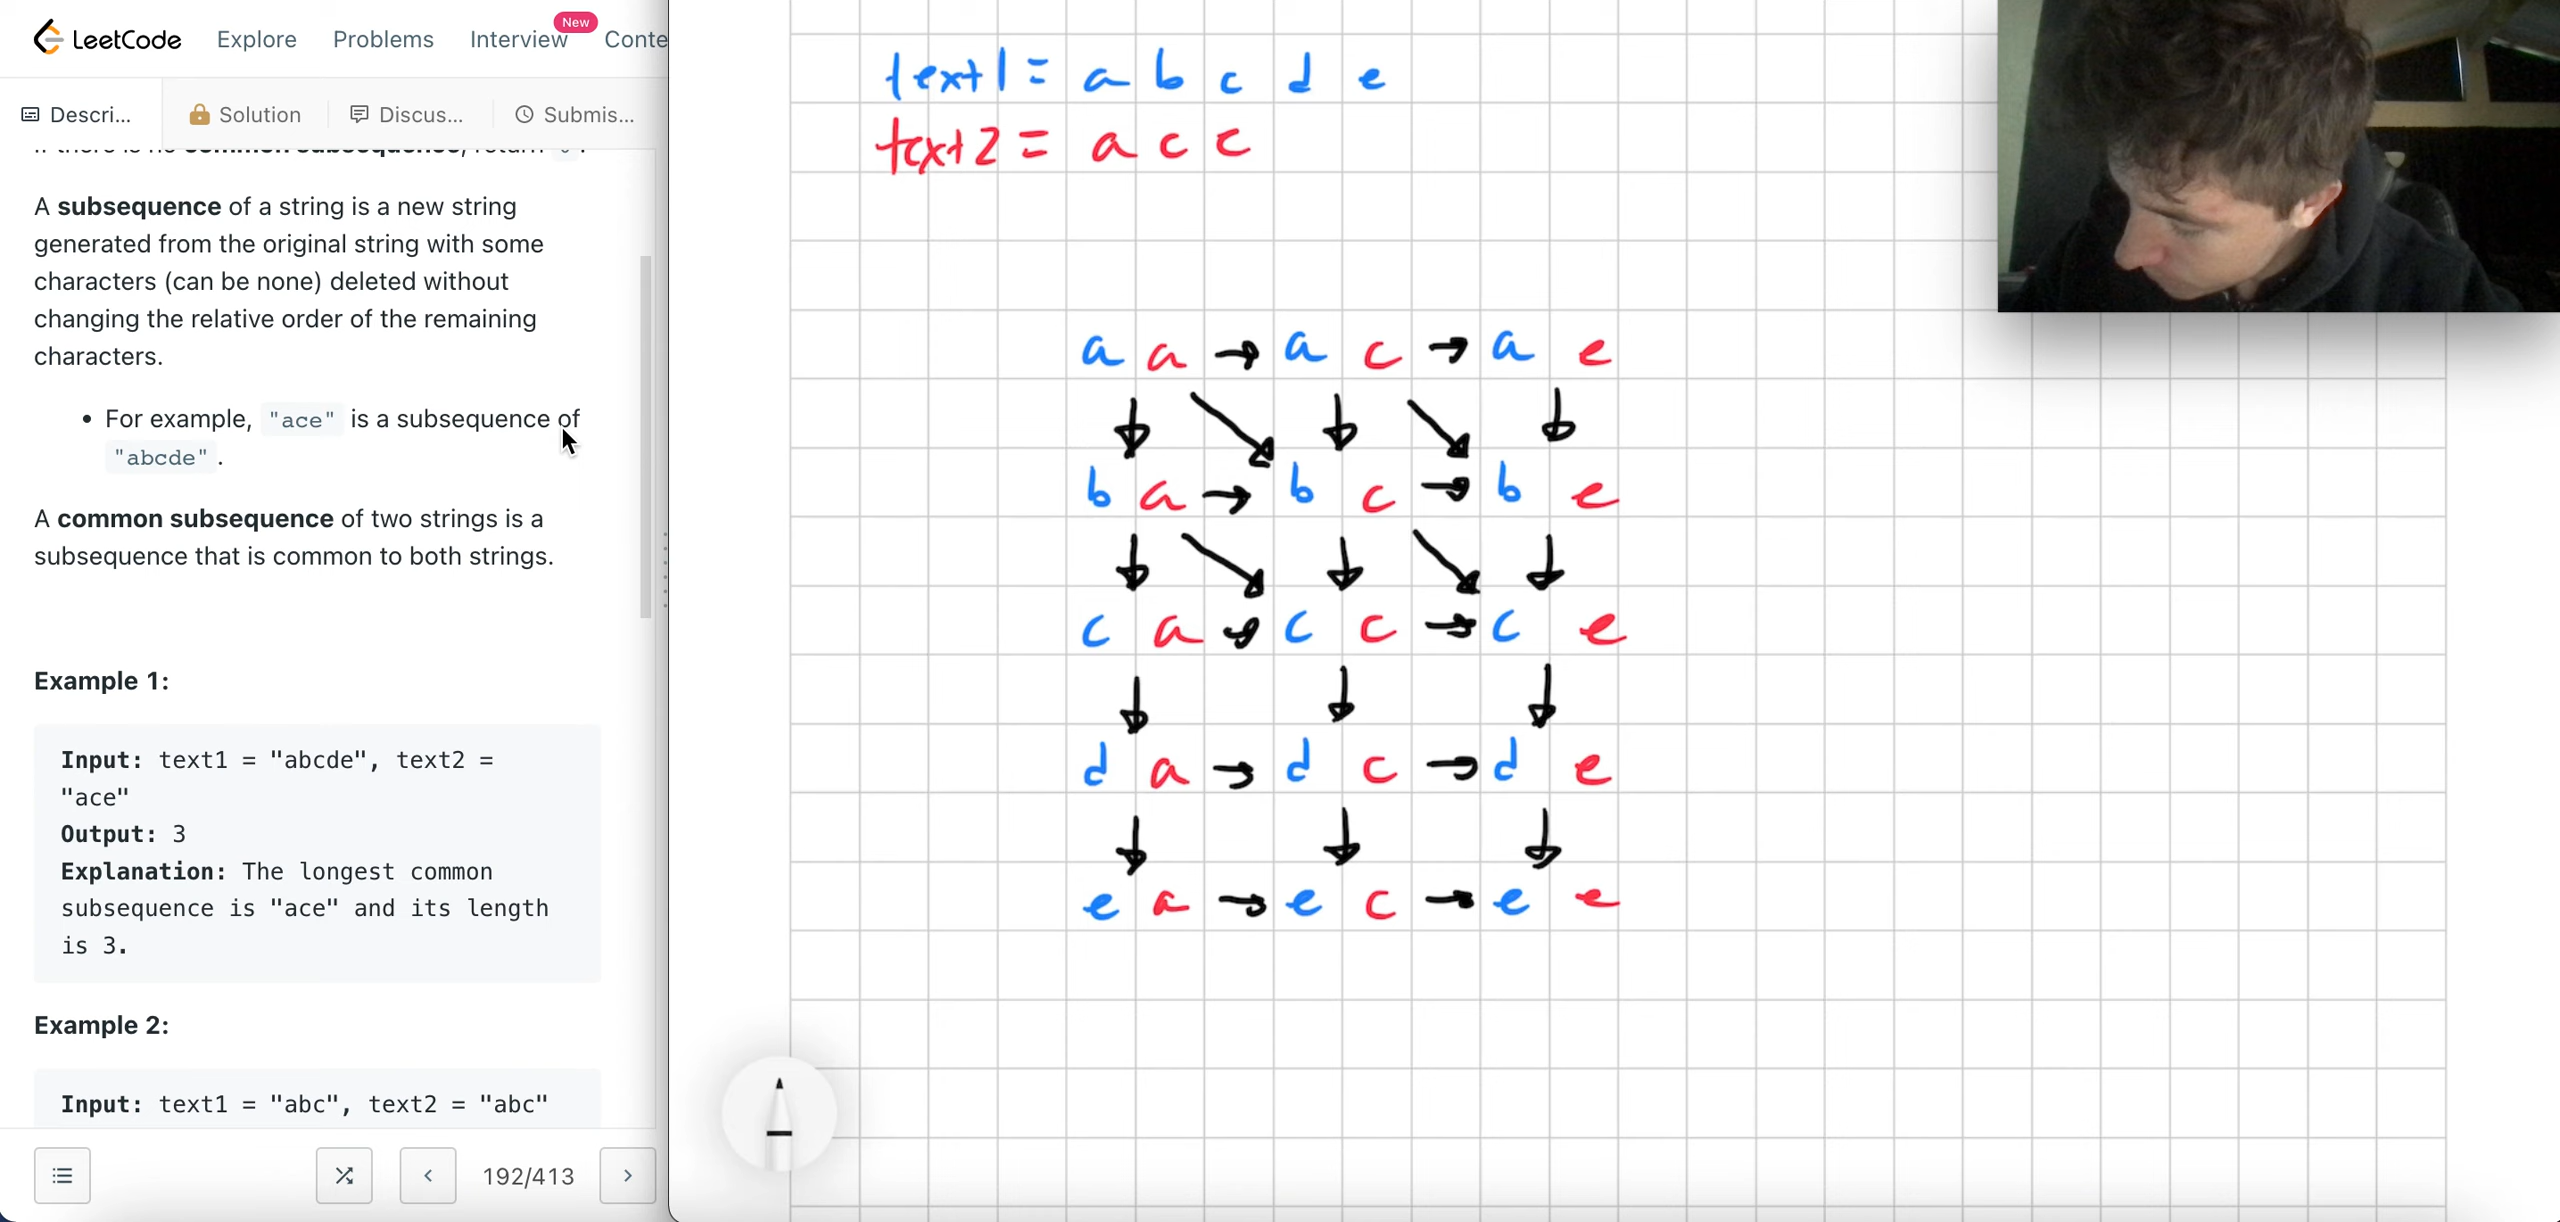 LeetCode Explore Problems Interview New Conte
Descri... Solution Discus... Submis...
common subsequence, return
A subsequence of a string is a new string
generated from the original string with some
characters (can be none) deleted without
changing the relative order of the remaining
characters.
• For example, "ace" is a subsequence of
"abcde" .
A common subsequence of two strings is a
subsequence that is common to both strings.
Example 1:
Input: text1 = "abcde", text2 =
"ace"
Output: 3
Explanation: The longest common
subsequence is "ace" and its length
is 3.
Example 2:
Input: text1 = "abc", text2 = "abc"
192/413
text1 = a b c d e
text2 = a c e
a a → a c → a e
b a → b c → b e
c a → c c → c e
d a → d c → d e
e a → e c → e e